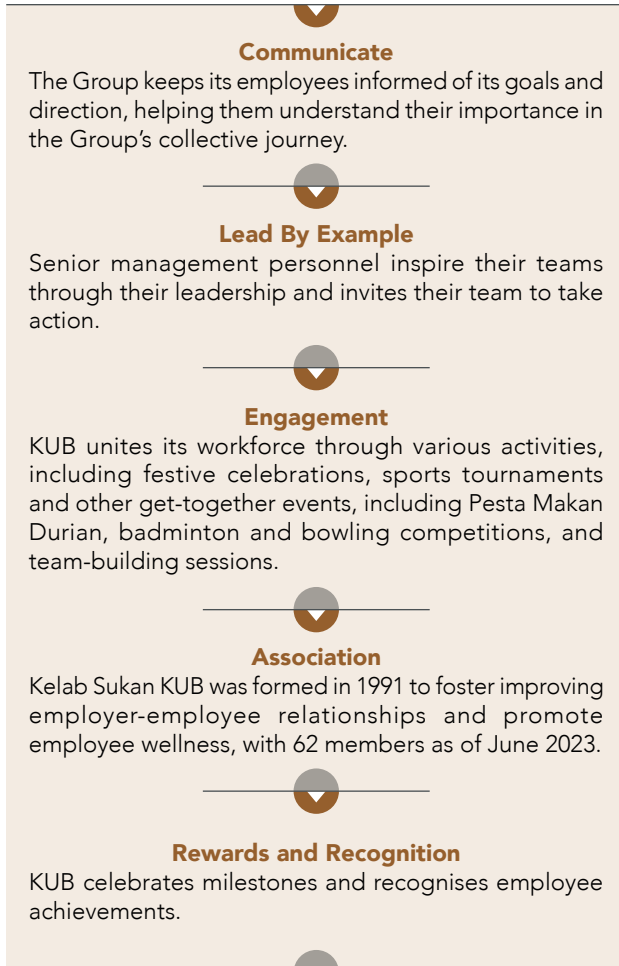 Communicate
The Group keeps its employees informed of its goals and
direction, helping them understand their importance in
the Group's collective journey.
Lead By Example
Senior management personnel inspire their teams
through their leadership and invites their team to take
action.
Engagement
KUB unites its workforce through various activities,
including festive celebrations, sports tournaments
and other get-together events, including Pesta Makan
Durian, badminton and bowling competitions, and
team-building sessions.
Association
Kelab Sukan KUB was formed in 1991 to foster improving
employer-employee relationships and promote
employee wellness, with 62 members as of June 2023.
Rewards and Recognition
KUB celebrates milestones and recognises employee
achievements.